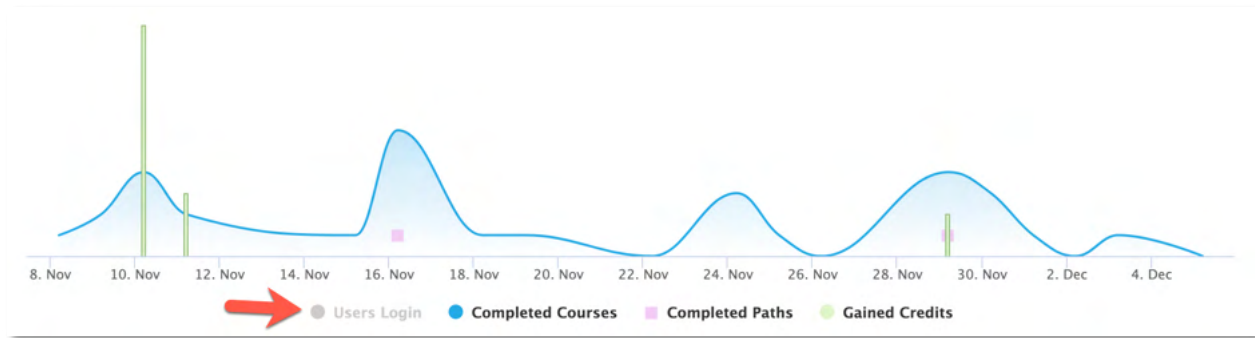 8. Nov 10. Nov 12. Nov 14. Nov 16. Nov 18. Nov 20. Nov 22. Nov 24. Nov 26. Nov 28. Nov 30. Nov 2. Dec 4. Dec
Users Login Completed Courses Completed Paths Gained Credits